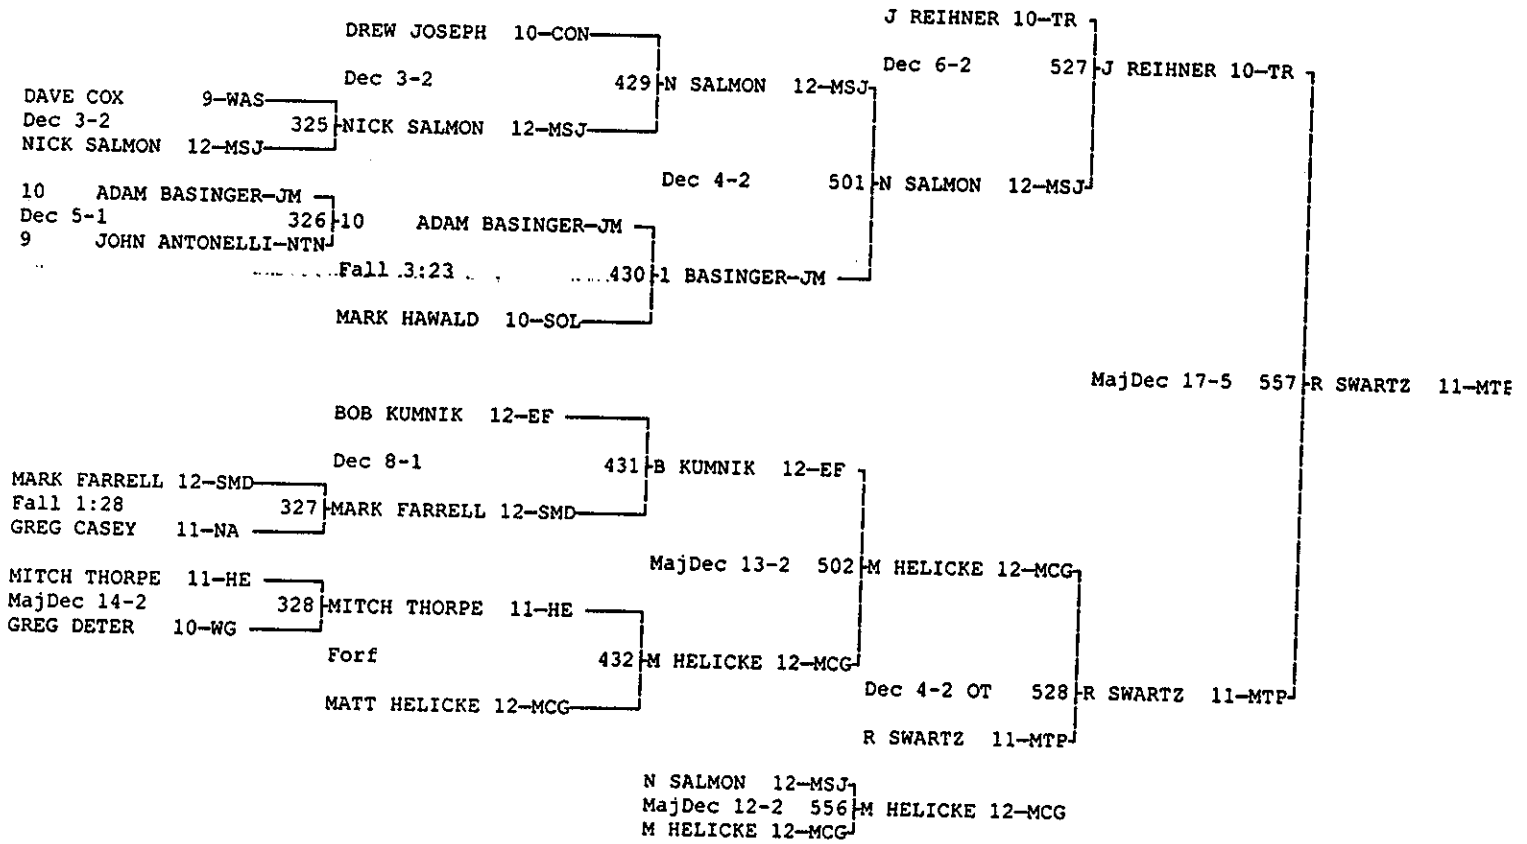 J REIHNER 10-TR
DREW JOSEPH 10-CON
Dec 6-2 527 J REIHNER 10-TR
Dec 3-2 429 N SALMON 12-MSJ
DAVE COX 9-WAS
Dec 3-2 325 NICK SALMON 12-MSJ
NICK SALMON 12-MSJ
Dec 4-2 501 N SALMON 12-MSJ
10 ADAM BASINGER-JM
Dec 5-1 326 10 ADAM BASINGER-JM
9 JOHN ANTONELLI-NTN
Fall 3:23 430 1 BASINGER-JM
MARK HAWALD 10-SOL
MajDec 17-5 557 R SWARTZ 11-MTP
BOB KUMNIK 12-EF
Dec 8-1 431 B KUMNIK 12-EF
MARK FARRELL 12-SMD
Fall 1:28 327 MARK FARRELL 12-SMD
GREG CASEY 11-NA
MajDec 13-2 502 M HELICKE 12-MCG
MITCH THORPE 11-HE
MajDec 14-2 328 MITCH THORPE 11-HE
GREG DETER 10-WG
Forf 432 M HELICKE 12-MCG
Dec 4-2 OT 528 R SWARTZ 11-MTP
MATT HELICKE 12-MCG
R SWARTZ 11-MTP
N SALMON 12-MSJ
MajDec 12-2 556 M HELICKE 12-MCG
M HELICKE 12-MCG